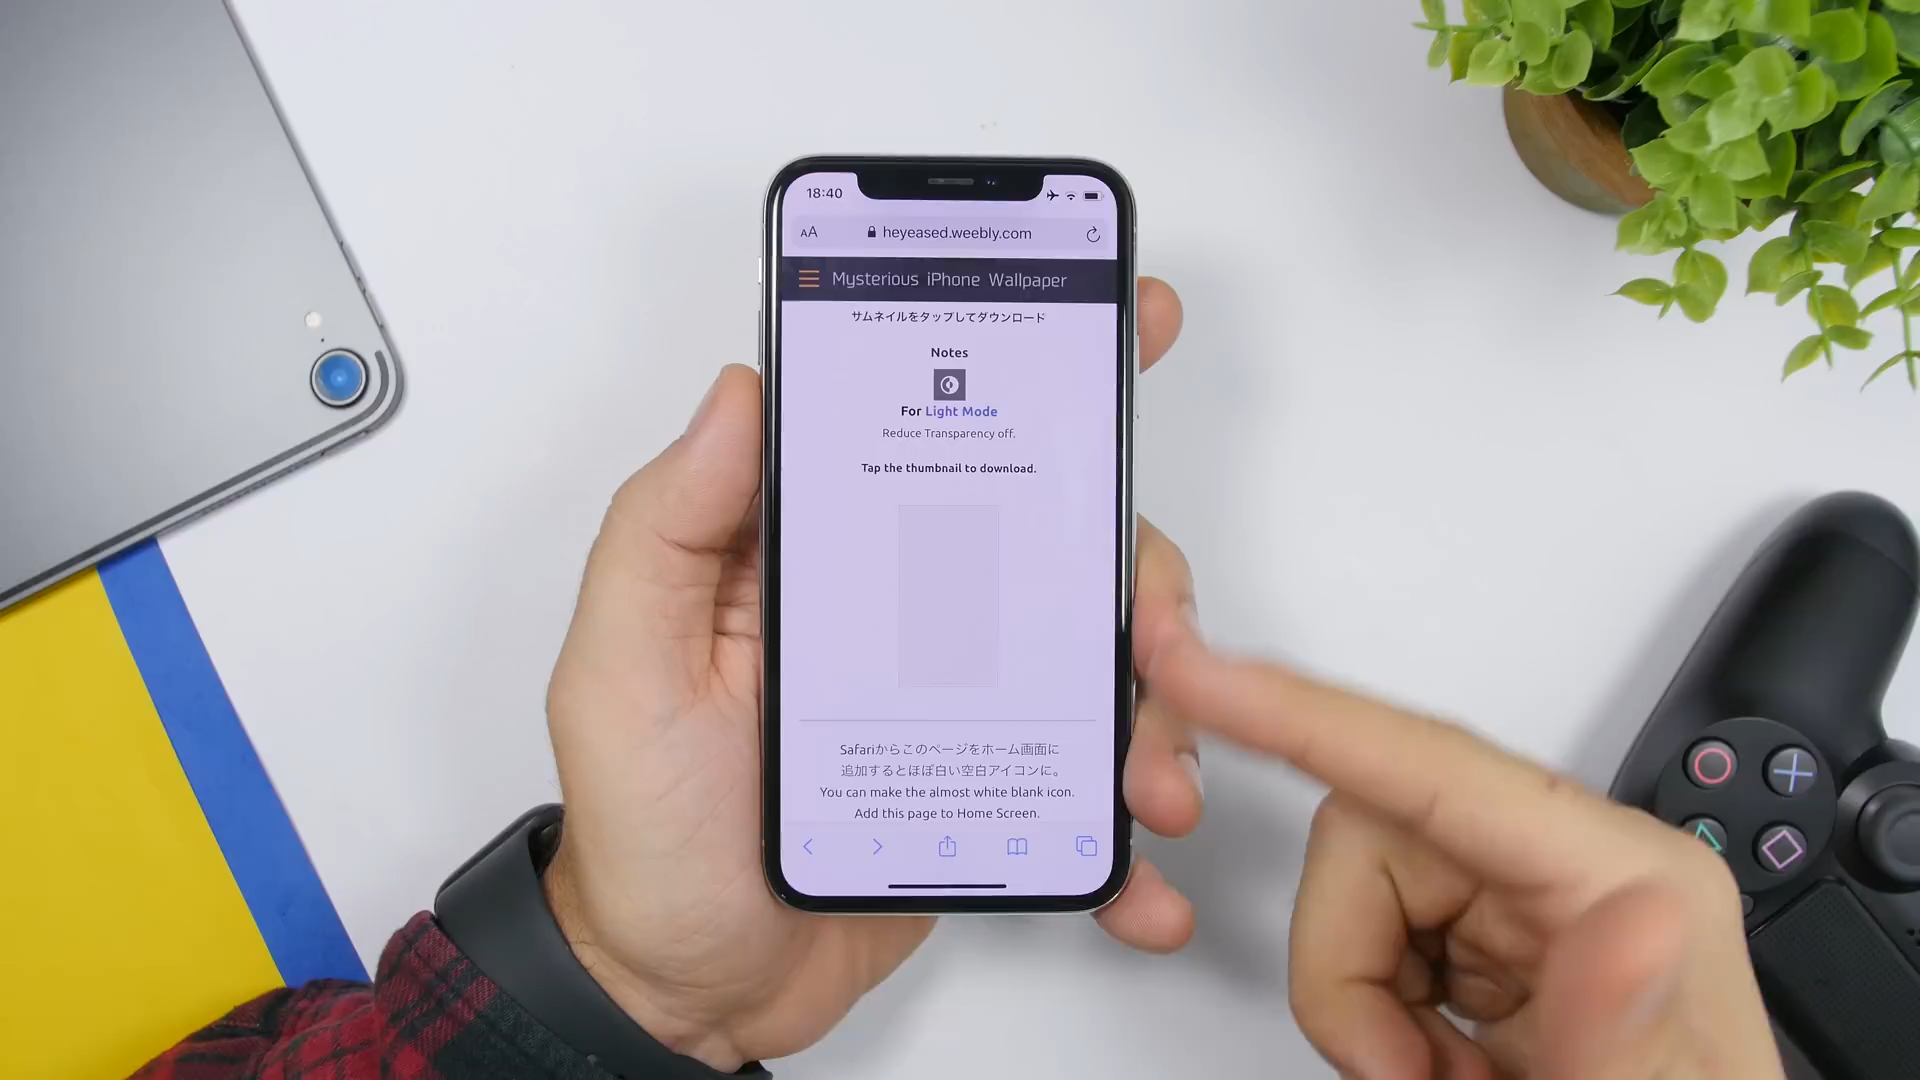 18:40
AA heyeased.weebly.com
Mysterious iPhone Wallpaper
サムネイルをタップしてダウンロード
Notes
For Light Mode
Reduce Transparency off.
Tap the thumbnail to download.
Safariからこのページをホーム画面に
追加するとほぼ白い空白アイコンに。
You can make the almost white blank icon.
Add this page to Home Screen.